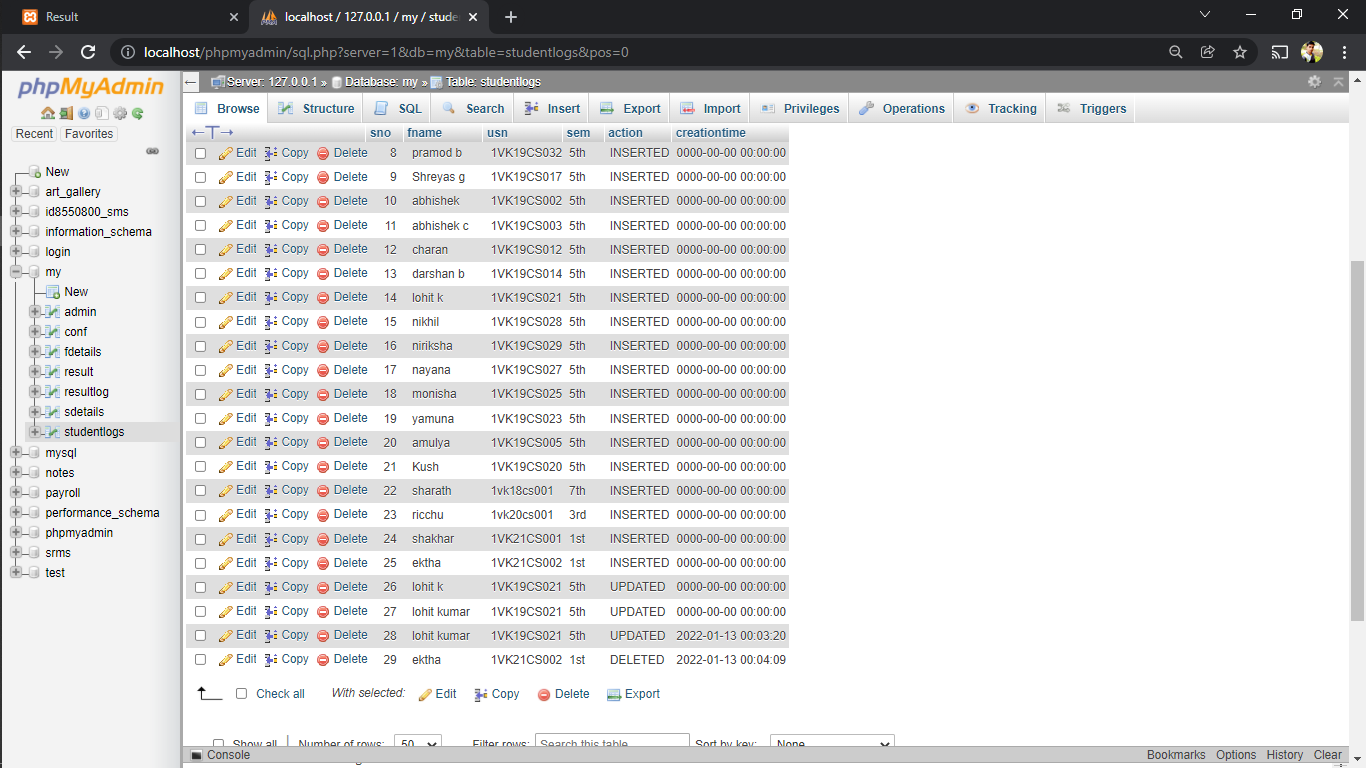 Result
localhost / 127.0.0.1 / my / stude
localhost/phpmyadmin/sql.php?server=1&db=my&table=studentlogs&pos=0
phpMyAdmin
Recent Favorites
New
art_gallery
id8550800_sms
information_schema
login
my
New
admin
conf
fdetails
result
resultlog
sdetails
studentlogs
mysql
notes
payroll
performance_schema
phpmyadmin
srms
test
Server: 127.0.0.1 » Database: my » Table: studentlogs
Browse Structure SQL Search Insert Export Import Privileges Operations Tracking Triggers
←T→ sno fname usn sem action creationtime
Edit Copy Delete 8 pramod b 1VK19CS032 5th INSERTED 0000-00-00 00:00:00
Edit Copy Delete 9 Shreyas g 1VK19CS017 5th INSERTED 0000-00-00 00:00:00
Edit Copy Delete 10 abhishek 1VK19CS002 5th INSERTED 0000-00-00 00:00:00
Edit Copy Delete 11 abhishek c 1VK19CS003 5th INSERTED 0000-00-00 00:00:00
Edit Copy Delete 12 charan 1VK19CS012 5th INSERTED 0000-00-00 00:00:00
Edit Copy Delete 13 darshan b 1VK19CS014 5th INSERTED 0000-00-00 00:00:00
Edit Copy Delete 14 lohit k 1VK19CS021 5th INSERTED 0000-00-00 00:00:00
Edit Copy Delete 15 nikhil 1VK19CS028 5th INSERTED 0000-00-00 00:00:00
Edit Copy Delete 16 niriksha 1VK19CS029 5th INSERTED 0000-00-00 00:00:00
Edit Copy Delete 17 nayana 1VK19CS027 5th INSERTED 0000-00-00 00:00:00
Edit Copy Delete 18 monisha 1VK19CS025 5th INSERTED 0000-00-00 00:00:00
Edit Copy Delete 19 yamuna 1VK19CS023 5th INSERTED 0000-00-00 00:00:00
Edit Copy Delete 20 amulya 1VK19CS005 5th INSERTED 0000-00-00 00:00:00
Edit Copy Delete 21 Kush 1VK19CS020 5th INSERTED 0000-00-00 00:00:00
Edit Copy Delete 22 sharath 1vk18cs001 7th INSERTED 0000-00-00 00:00:00
Edit Copy Delete 23 ricchu 1vk20cs001 3rd INSERTED 0000-00-00 00:00:00
Edit Copy Delete 24 shakhar 1VK21CS001 1st INSERTED 0000-00-00 00:00:00
Edit Copy Delete 25 ektha 1VK21CS002 1st INSERTED 0000-00-00 00:00:00
Edit Copy Delete 26 lohit k 1VK19CS021 5th UPDATED 0000-00-00 00:00:00
Edit Copy Delete 27 lohit kumar 1VK19CS021 5th UPDATED 0000-00-00 00:00:00
Edit Copy Delete 28 lohit kumar 1VK19CS021 5th UPDATED 2022-01-13 00:03:20
Edit Copy Delete 29 ektha 1VK21CS002 1st DELETED 2022-01-13 00:04:09
Check all With selected: Edit Copy Delete Export
Show all Number of rows: 50 Filter rows: Search this table Sort by key: None
Console Bookmarks Options History Clear